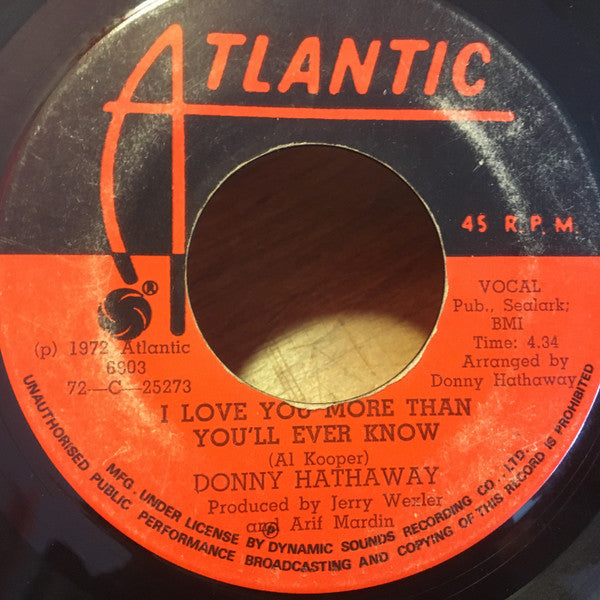 ATLANTIC
45 R.P.M.
®
(p) 1972 Atlantic
6903
72—C—25273
VOCAL
Pub., Sealark;
BMI
Time: 4.34
Arranged by
Donny Hathaway
I LOVE YOU MORE THAN
YOU'LL EVER KNOW
(Al Kooper)
DONNY HATHAWAY
Produced by Jerry Wexler
and Arif Mardin
MFG. UNDER LICENSE BY DYNAMIC SOUNDS RECORDING CO., LTD.
UNAUTHORISED PUBLIC PERFORMANCE BROADCASTING AND COPYING OF THIS RECORD IS PROHIBITED